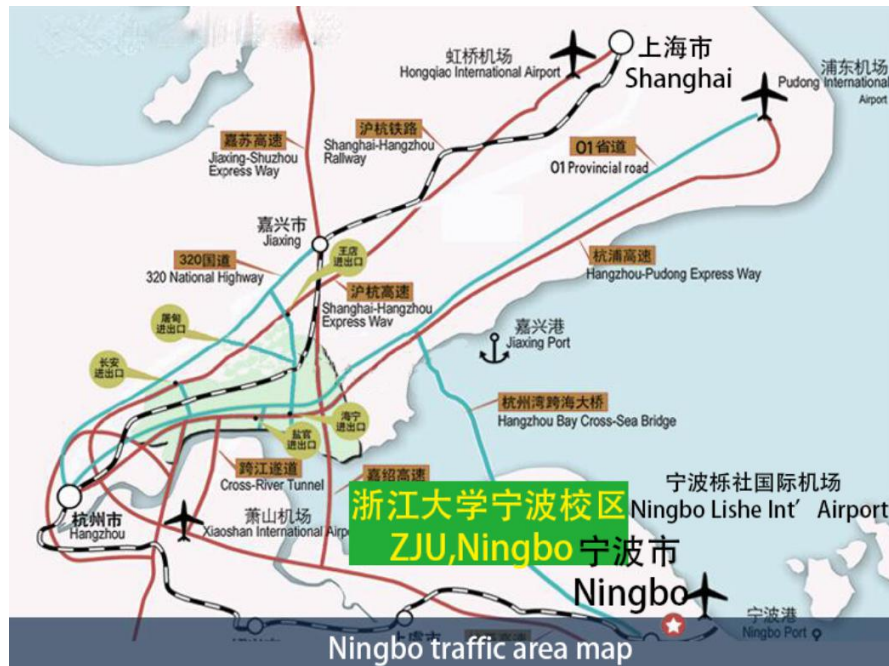 上海市
Shanghai
虹桥机场
Hongqiao International Airport
浦东机场
Pudong International
Airport
嘉苏高速
Jiaxing-Shuzhou
Express Way
沪杭铁路
Shanghai-Hangzhou
Rallway
01省道
01 Provincial road
嘉兴市
Jiaxing
320国道
320 National Highway
王店
进出口
沪杭高速
Shanghai-Hangzhou
Express Wav
杭浦高速
Hangzhou-Pudong Express Way
屠甸
进出口
嘉兴港
Jiaxing Port
长安
进出口
杭州湾跨海大桥
Hangzhou Bay Cross-Sea Bridge
海宁
进出口
盐官
进出口
跨江遂道
Cross-River Tunnel
嘉绍高速
宁波栎社国际机场
Ningbo Lishe Int’ Airport
浙江大学宁波校区
ZJU,Ningbo
杭州市
Hangzhou
萧山机场
Xiaoshan International Airp
宁波市
Ningbo
宁波港
Ningbo Port
Ningbo traffic area map